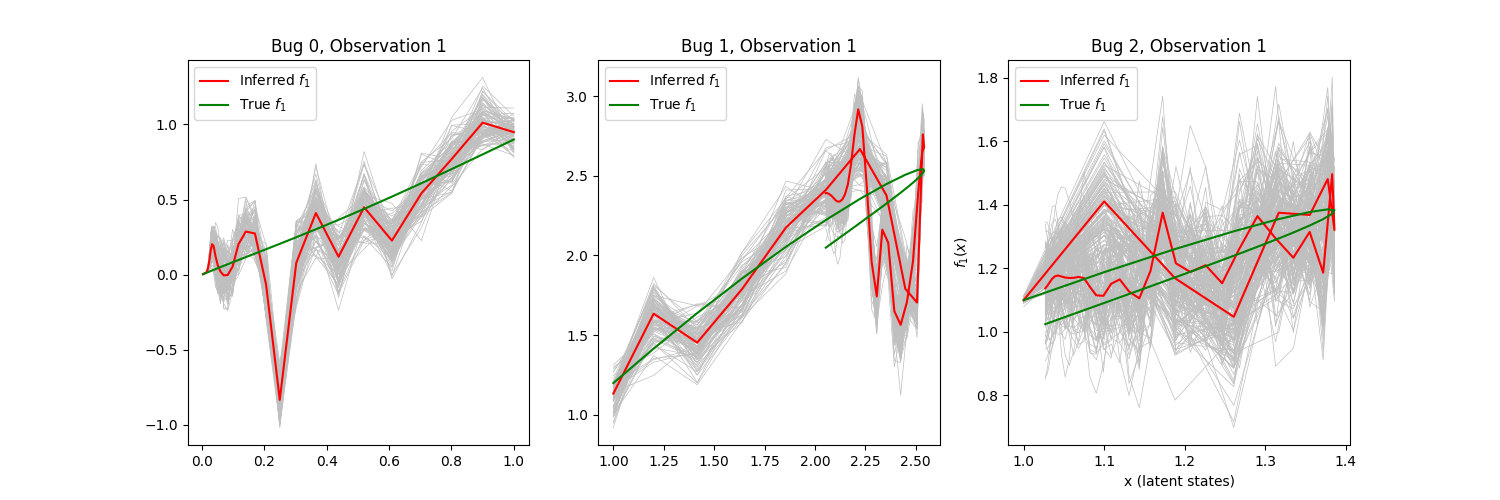 Bug 0, Observation 1
Inferred f₁
True f₁
1.0
0.5
0.0
−0.5
−1.0
0.0 0.2 0.4 0.6 0.8 1.0
Bug 1, Observation 1
Inferred f₁
True f₁
3.0
2.5
2.0
1.5
1.0
1.00 1.25 1.50 1.75 2.00 2.25 2.50
Bug 2, Observation 1
Inferred f₁
True f₁
1.8
1.6
1.4
1.2
1.0
0.8
f₁(x)
1.0 1.1 1.2 1.3 1.4
x (latent states)